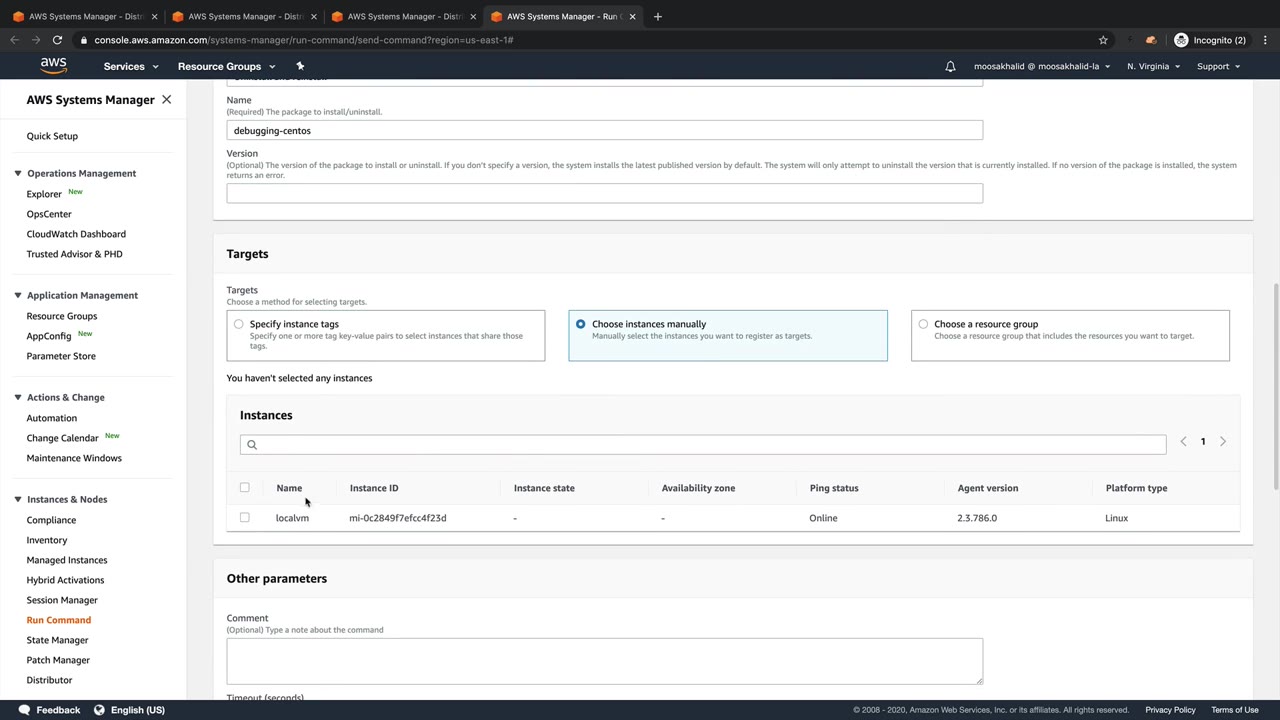 AWS Systems Manager - Distri
AWS Systems Manager - Distri
AWS Systems Manager - Distri
AWS Systems Manager - Run C
console.aws.amazon.com/systems-manager/run-command/send-command?region=us-east-1#
Incognito (2)
aws
Services
Resource Groups
moosakhalid @ moosakhalid-la
N. Virginia
Support
AWS Systems Manager
Quick Setup
Operations Management
Explorer New
OpsCenter
CloudWatch Dashboard
Trusted Advisor & PHD
Application Management
Resource Groups
AppConfig New
Parameter Store
Actions & Change
Automation
Change Calendar New
Maintenance Windows
Instances & Nodes
Compliance
Inventory
Managed Instances
Hybrid Activations
Session Manager
Run Command
State Manager
Patch Manager
Distributor
Name
(Required) The package to install/uninstall.
debugging-centos
Version
(Optional) The version of the package to install or uninstall. If you don't specify a version, the system installs the latest published version by default. The system will only attempt to uninstall the version that is currently installed. If no version of the package is installed, the system
returns an error.
Targets
Targets
Choose a method for selecting targets.
Specify instance tags
Specify one or more tag key-value pairs to select instances that share those
tags.
Choose instances manually
Manually select the instances you want to register as targets.
Choose a resource group
Choose a resource group that includes the resources you want to target.
You haven't selected any instances
Instances
1
Name Instance ID Instance state Availability zone Ping status Agent version Platform type
localvm mi-0c2849f7efcc4f23d - - Online 2.3.786.0 Linux
Other parameters
Comment
(Optional) Type a note about the command
Timeout (seconds)
Feedback
English (US)
© 2008 - 2020, Amazon Web Services, Inc. or its affiliates. All rights reserved.
Privacy Policy
Terms of Use